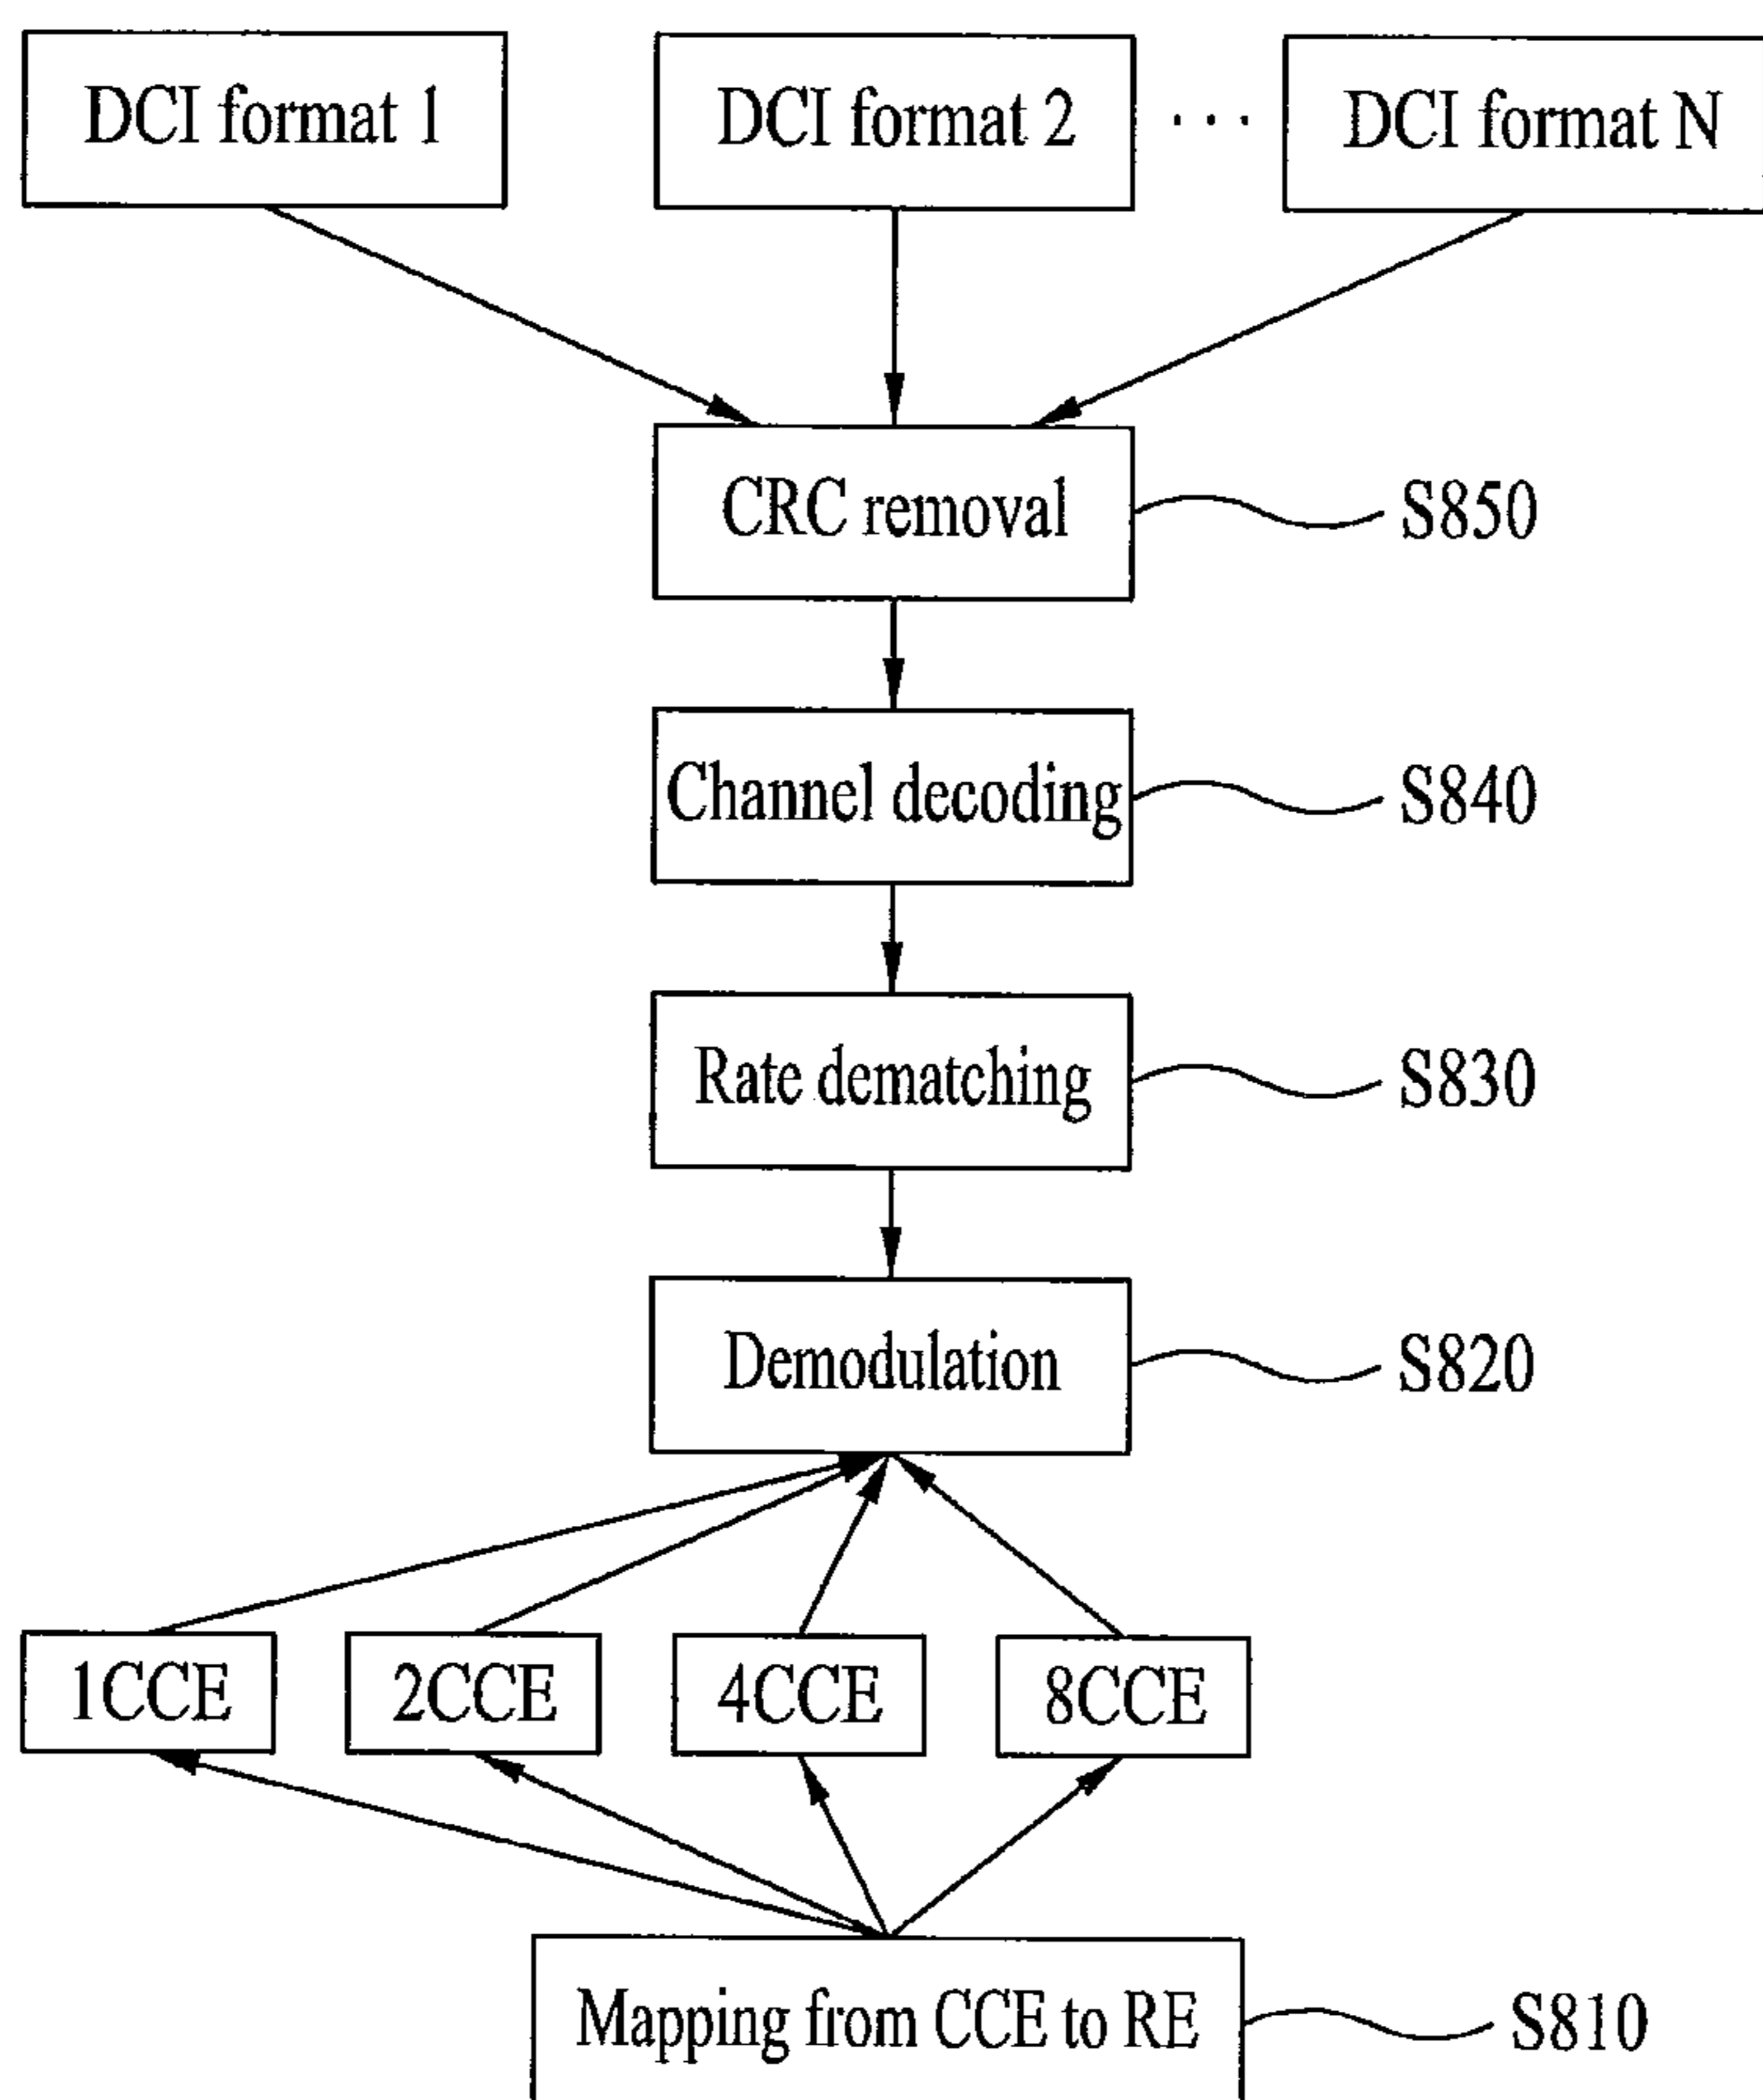 DCI format 1
DCI format 2
...
DCI format N
CRC removal
S850
Channel decoding
S840
Rate dematching
S830
Demodulation
S820
1CCE
2CCE
4CCE
8CCE
Mapping from CCE to RE
S810